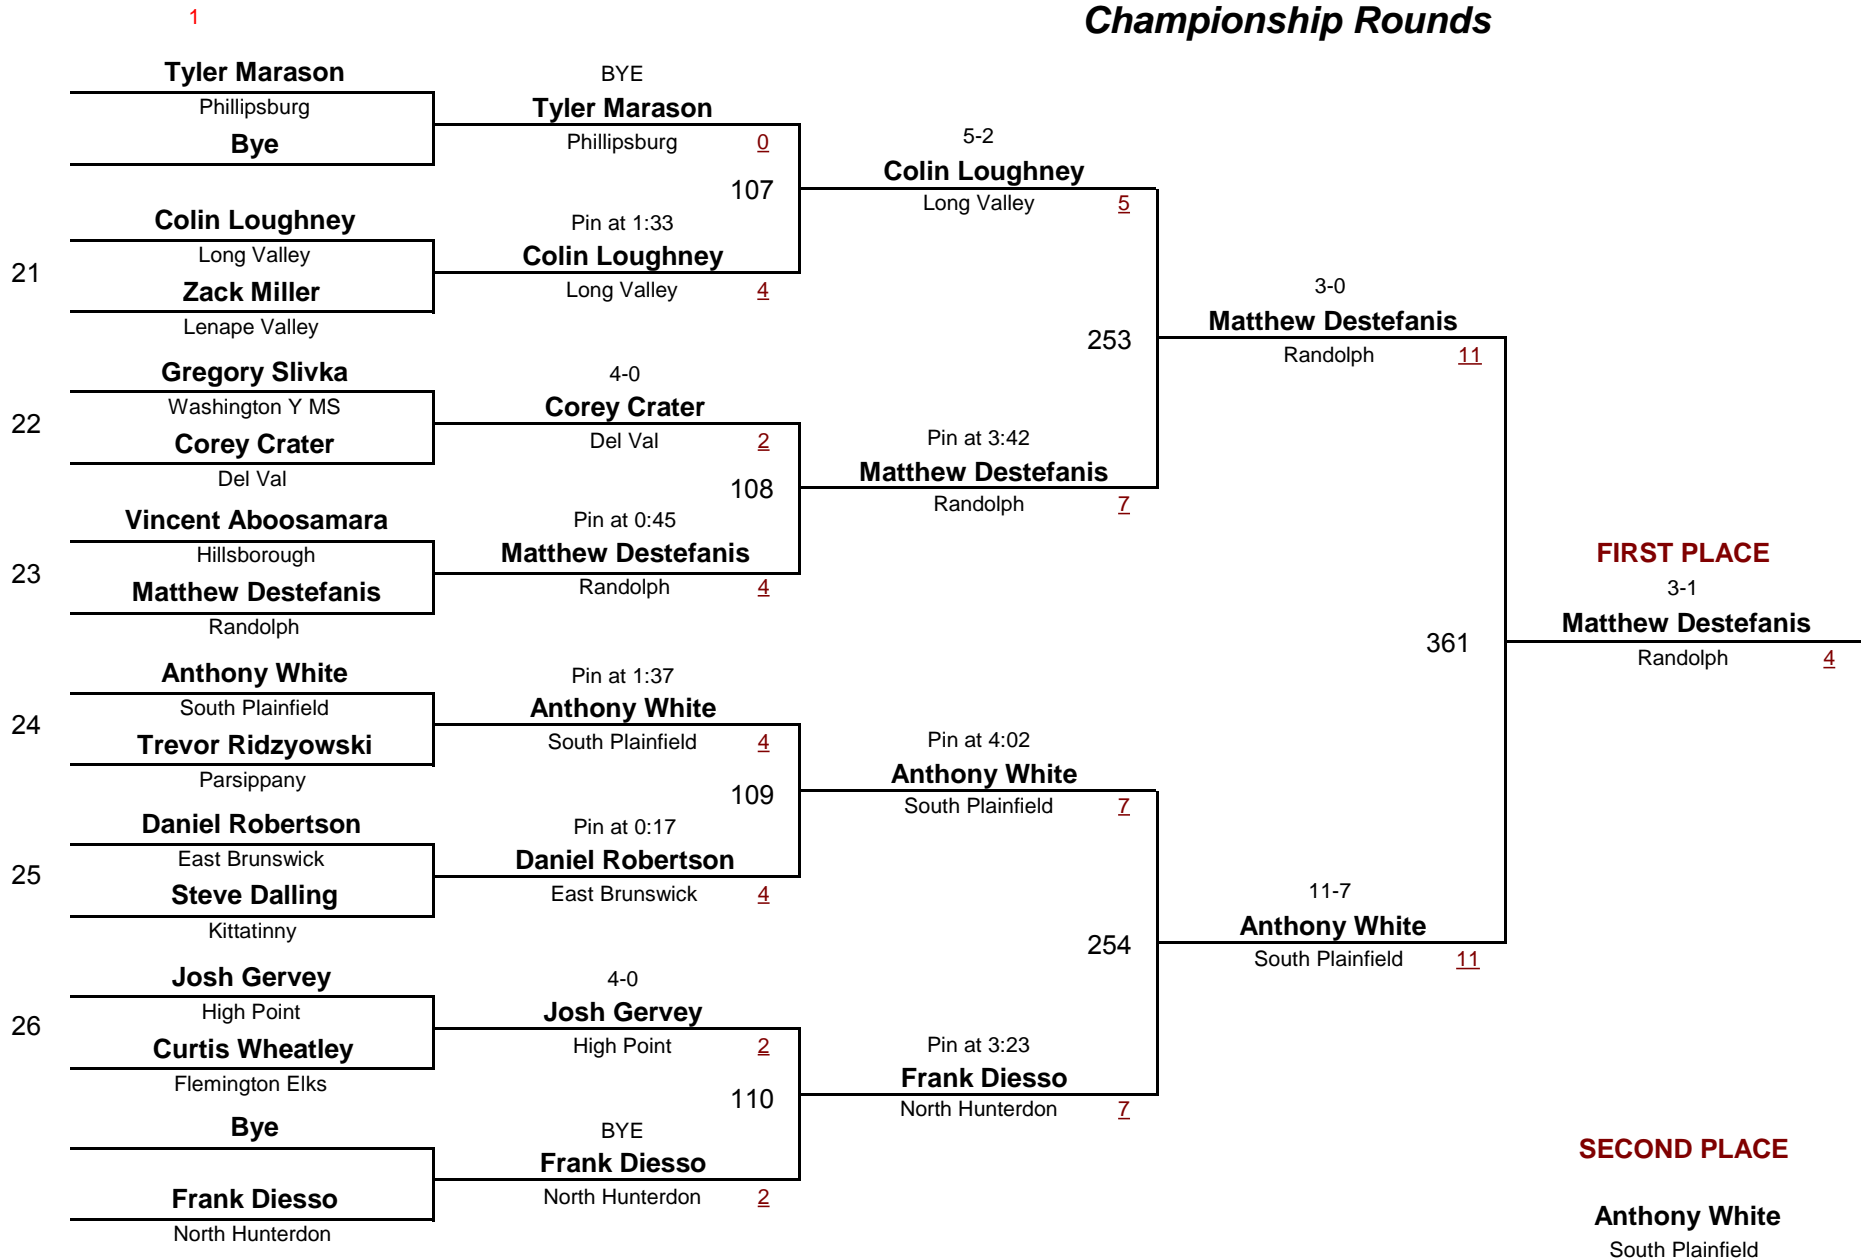 1
Championship Rounds
Tyler Marason
Phillipsburg
Bye
21
Colin Loughney
Long Valley
Zack Miller
Lenape Valley
22
Gregory Slivka
Washington Y MS
Corey Crater
Del Val
23
Vincent Aboosamara
Hillsborough
Matthew Destefanis
Randolph
24
Anthony White
South Plainfield
Trevor Ridzyowski
Parsippany
25
Daniel Robertson
East Brunswick
Steve Dalling
Kittatinny
26
Josh Gervey
High Point
Curtis Wheatley
Flemington Elks
Bye
Frank Diesso
North Hunterdon
BYE
Tyler Marason
Phillipsburg 0
107
Pin at 1:33
Colin Loughney
Long Valley 4
4-0
Corey Crater
Del Val 2
108
Pin at 0:45
Matthew Destefanis
Randolph 4
Pin at 1:37
Anthony White
South Plainfield 4
109
Pin at 0:17
Daniel Robertson
East Brunswick 4
4-0
Josh Gervey
High Point 2
110
BYE
Frank Diesso
North Hunterdon 2
5-2
Colin Loughney
Long Valley 5
253
Pin at 3:42
Matthew Destefanis
Randolph 7
Pin at 4:02
Anthony White
South Plainfield 7
254
Pin at 3:23
Frank Diesso
North Hunterdon 7
3-0
Matthew Destefanis
Randolph 11
361
11-7
Anthony White
South Plainfield 11
FIRST PLACE
3-1
Matthew Destefanis
Randolph 4
SECOND PLACE
Anthony White
South Plainfield